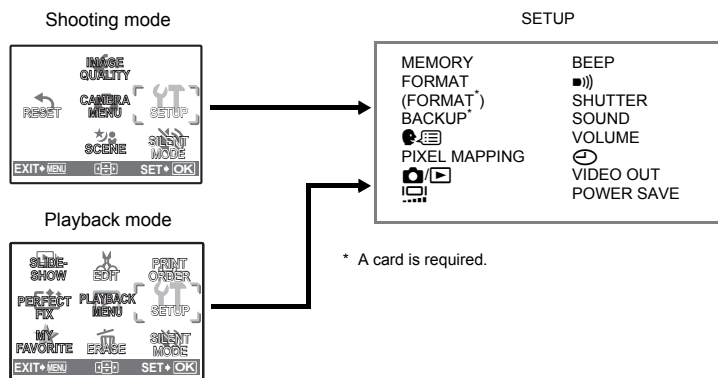 Shooting mode
IMAGE
QUALITY
RESET
CAMERA
MENU
SETUP
SCENE
SILENT
MODE
EXIT MENU SET OK
Playback mode
SLIDE-
SHOW
EDIT
PRINT
ORDER
PERFECT
FIX
PLAYBACK
MENU
SETUP
MY
FAVORITE
ERASE
SILENT
MODE
EXIT MENU SET OK
SETUP
MEMORY
FORMAT
(FORMAT*)
BACKUP*
PIXEL MAPPING
BEEP
SHUTTER
SOUND
VOLUME
VIDEO OUT
POWER SAVE
* A card is required.